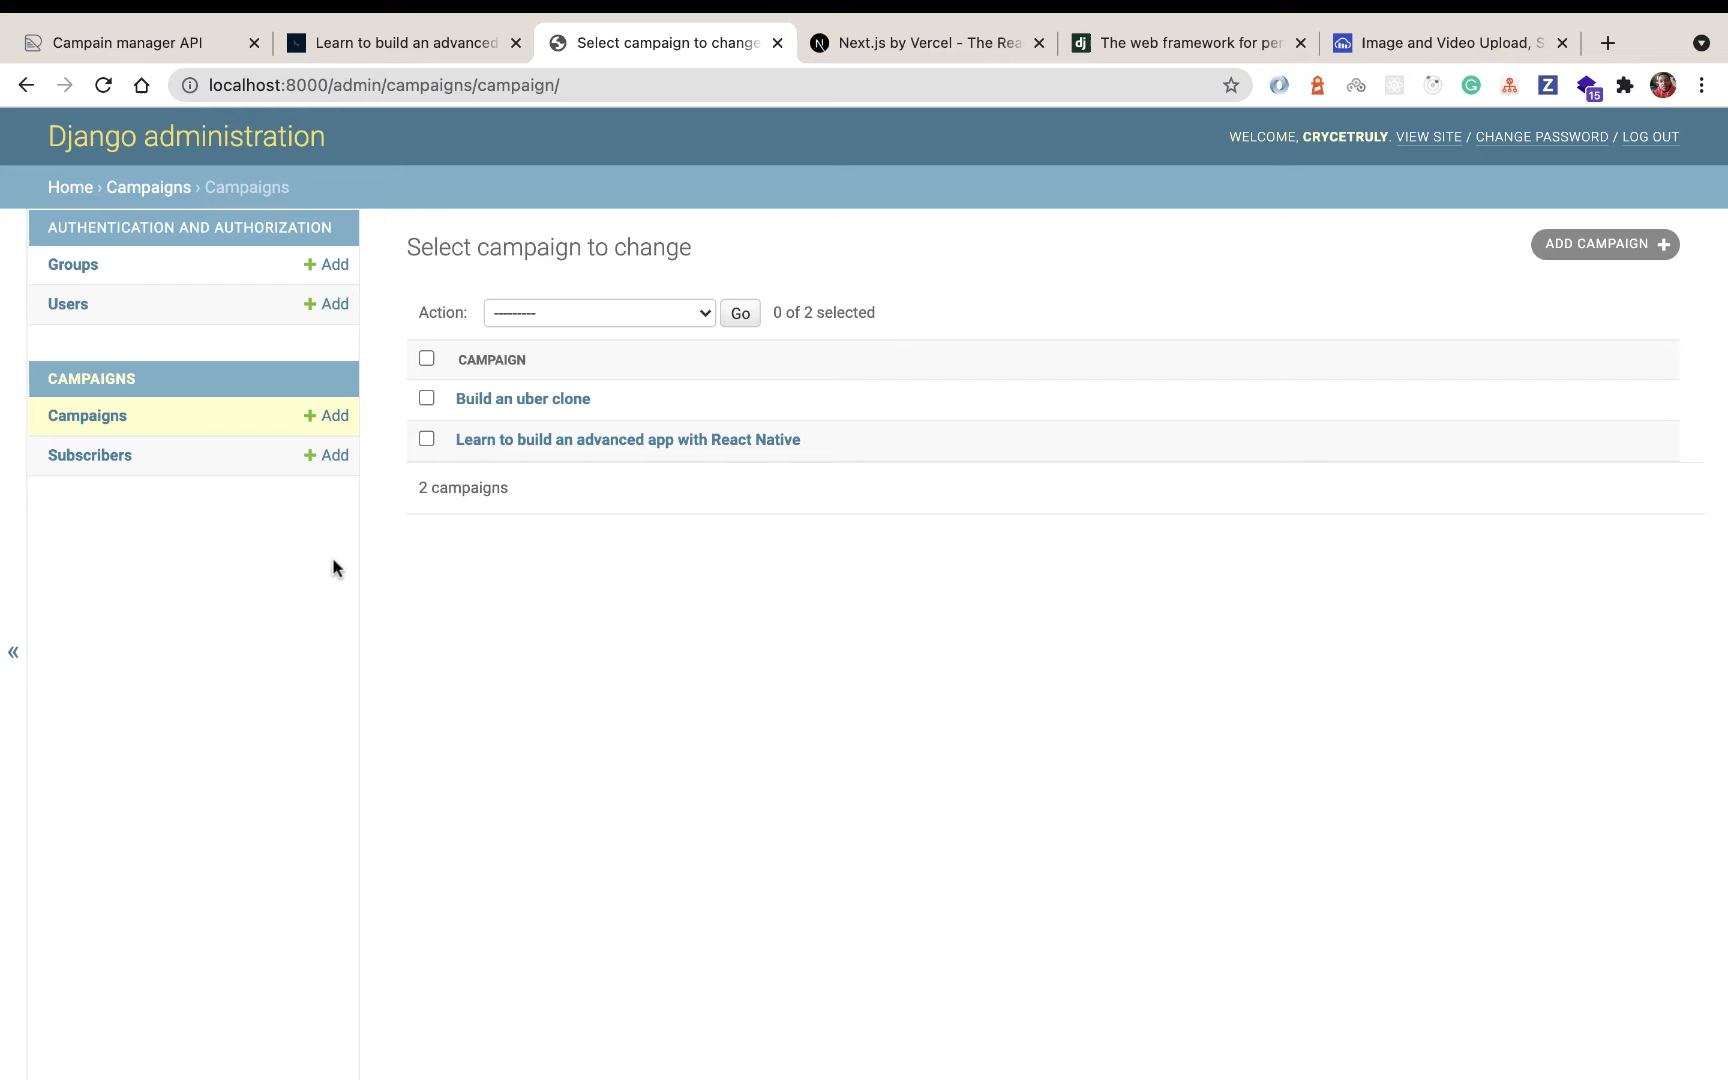 Campain manager API
Learn to build an advanced
Select campaign to change
Next.js by Vercel - The Rea
The web framework for per
Image and Video Upload, S
localhost:8000/admin/campaigns/campaign/
15
Django administration
WELCOME, CRYCETRULY. VIEW SITE / CHANGE PASSWORD / LOG OUT
Home › Campaigns › Campaigns
AUTHENTICATION AND AUTHORIZATION
Groups + Add
Users + Add
CAMPAIGNS
Campaigns + Add
Subscribers + Add
«
Select campaign to change
ADD CAMPAIGN +
Action: --------- Go 0 of 2 selected
CAMPAIGN
Build an uber clone
Learn to build an advanced app with React Native
2 campaigns